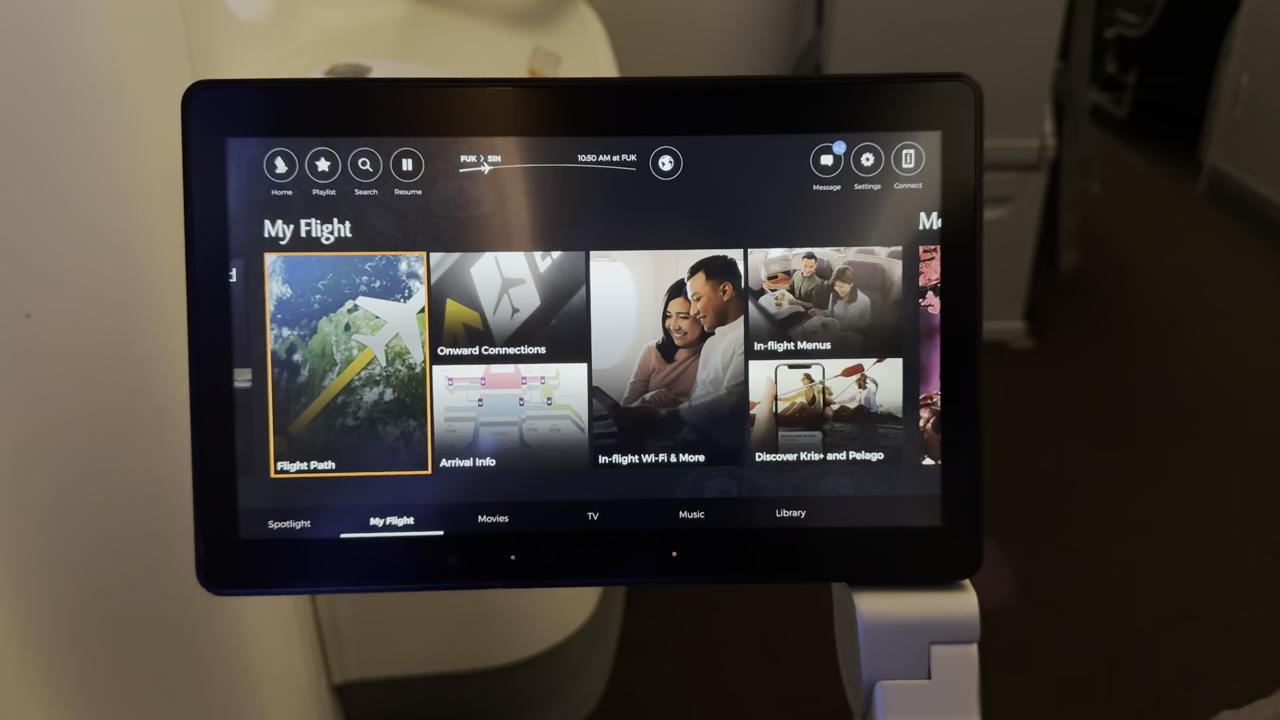 Home
Playlist
Search
Resume
FUK > SIN
10:50 AM at FUK
Message
Settings
Connect
My Flight
Flight Path
Onward Connections
Arrival Info
In-flight Wi-Fi & More
In-flight Menus
Discover Kris+ and Pelago
Spotlight
My Flight
Movies
TV
Music
Library